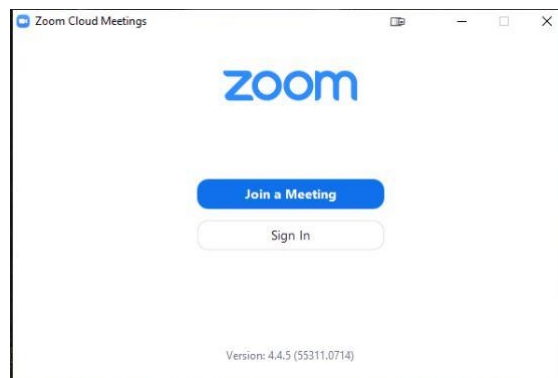 Zoom Cloud Meetings
zoom
Join a Meeting
Sign In
Version: 4.4.5 (55311.0714)